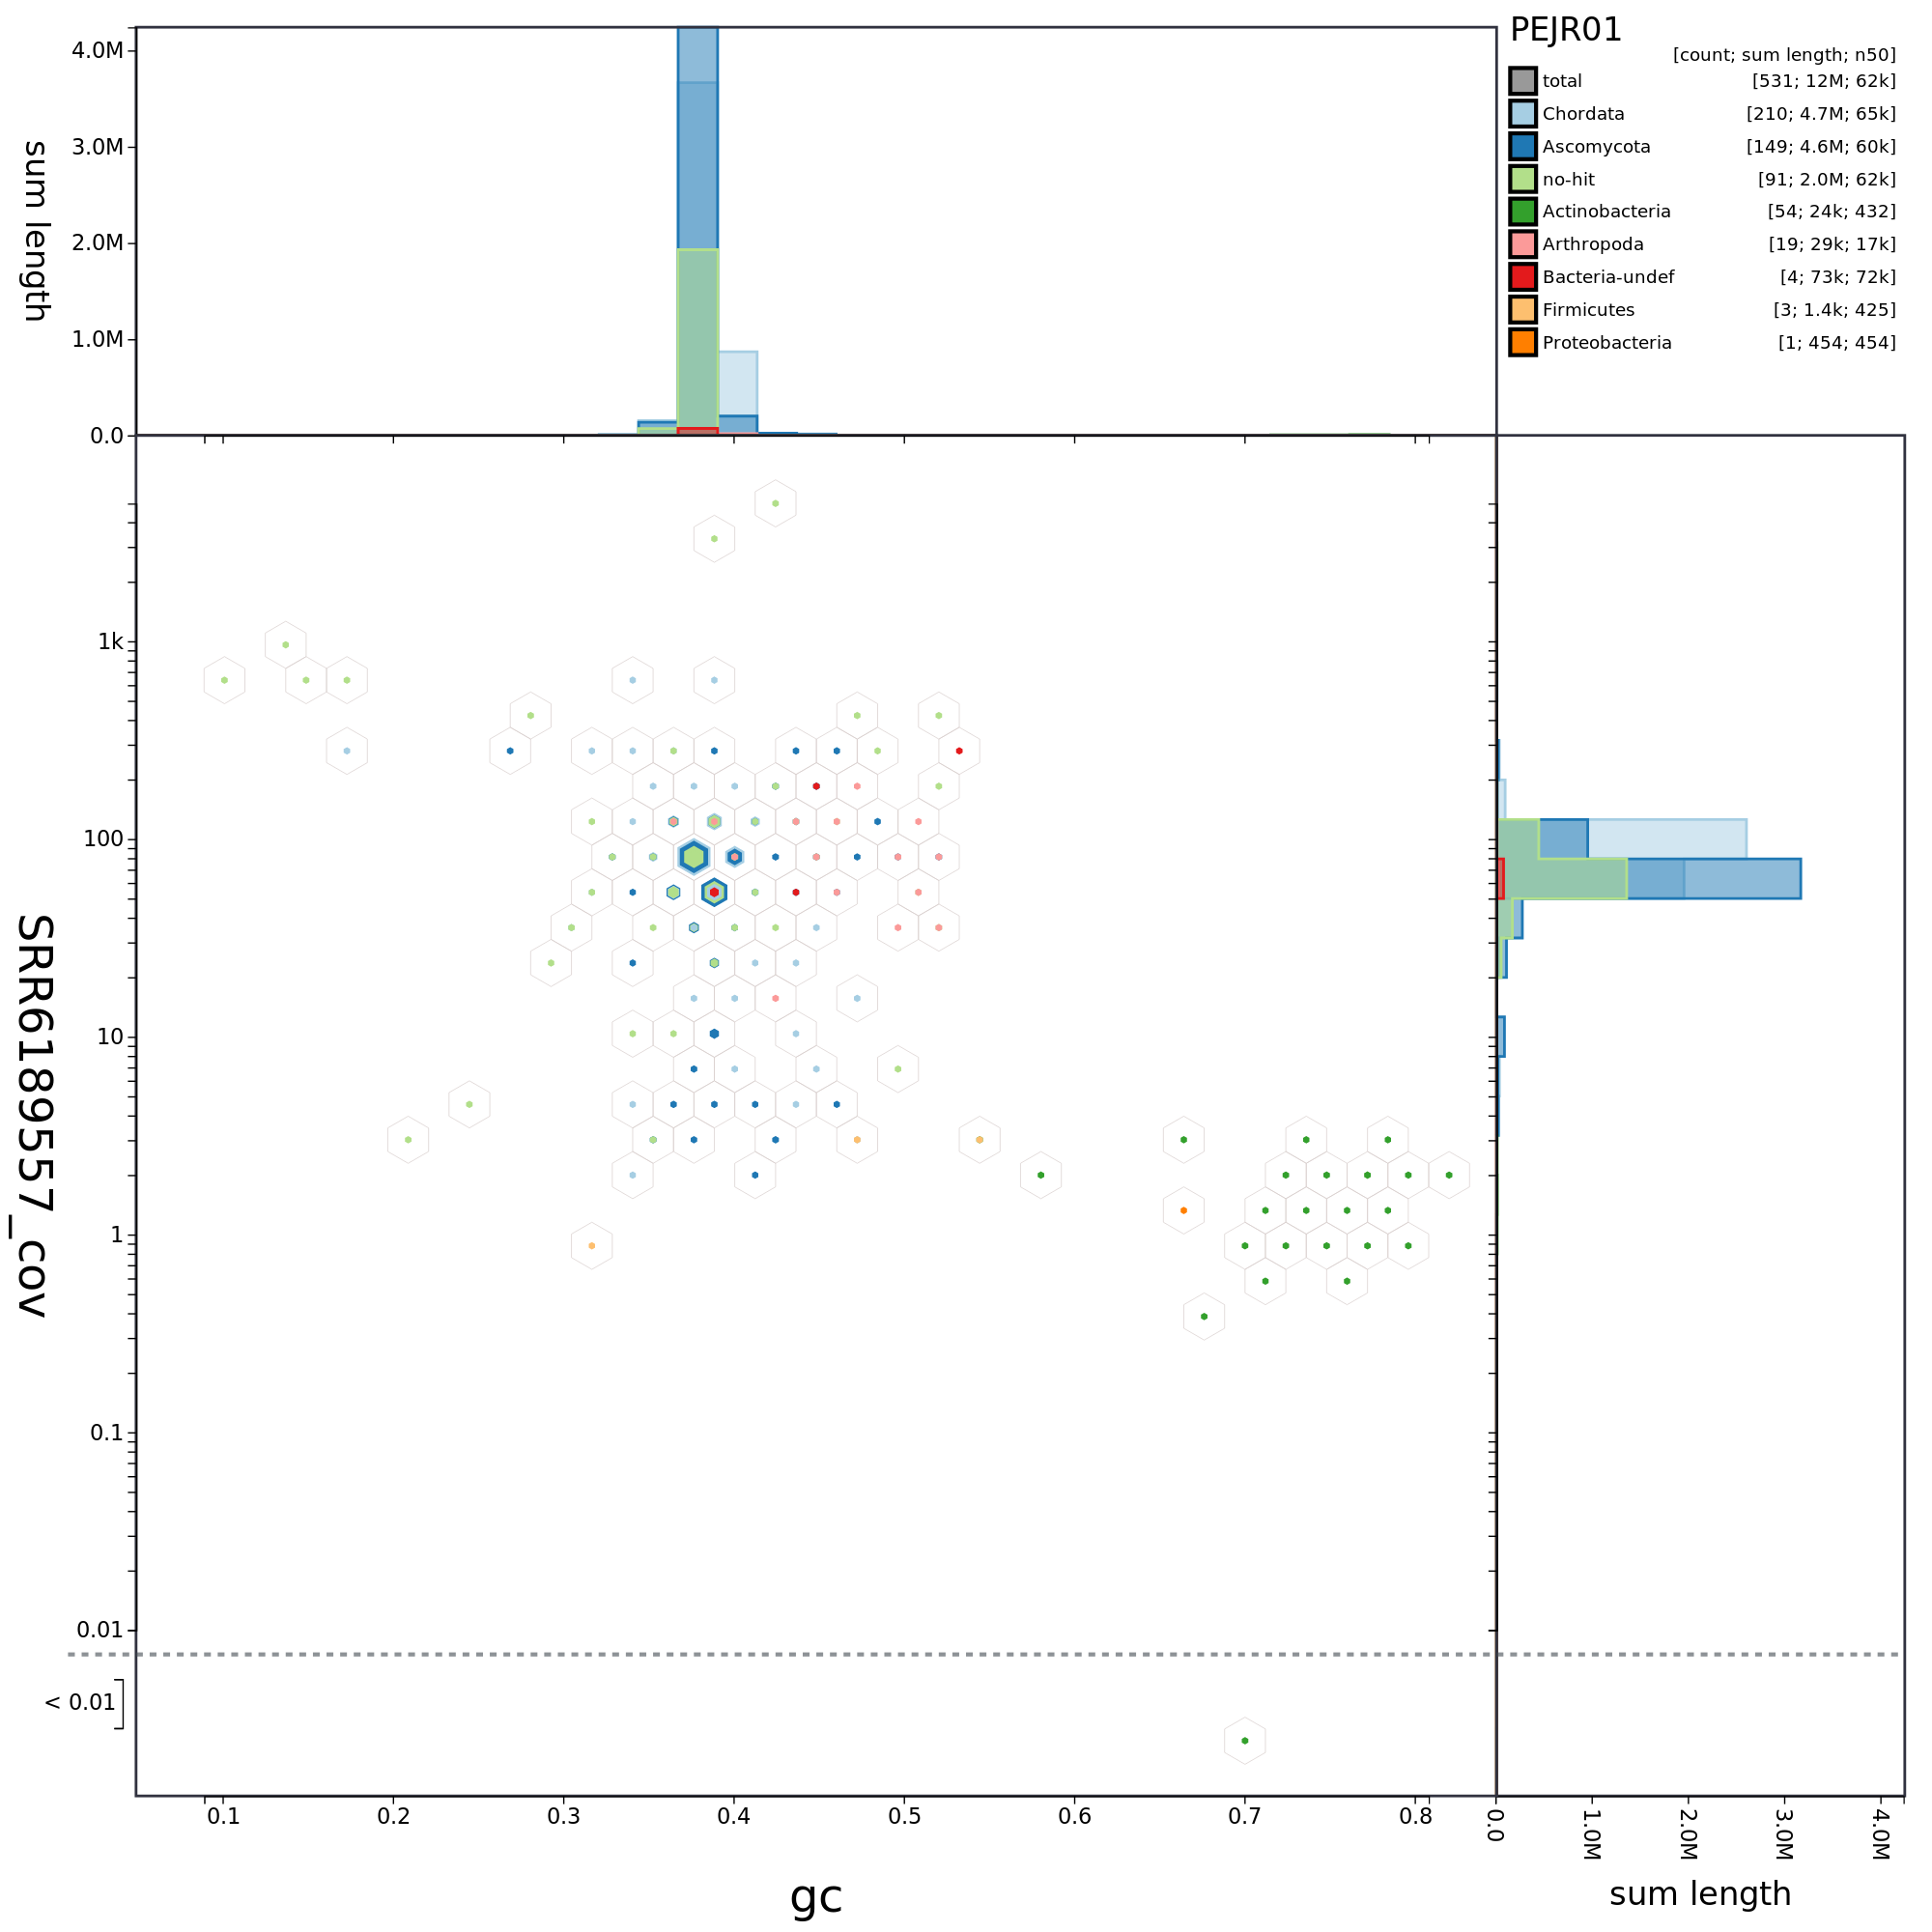 PEJR01
[count; sum length; n50]
total [531; 12M; 62k]
Chordata [210; 4.7M; 65k]
Ascomycota [149; 4.6M; 60k]
no-hit [91; 2.0M; 62k]
Actinobacteria [54; 24k; 432]
Arthropoda [19; 29k; 17k]
Bacteria-undef [4; 73k; 72k]
Firmicutes [3; 1.4k; 425]
Proteobacteria [1; 454; 454]
sum length
4.0M
3.0M
2.0M
1.0M
0.0
SRR6189557_cov
1k
100
10
1
0.1
0.01
< 0.01
0.1 0.2 0.3 0.4 0.5 0.6 0.7 0.8
gc
0.0 1.0M 2.0M 3.0M 4.0M
sum length